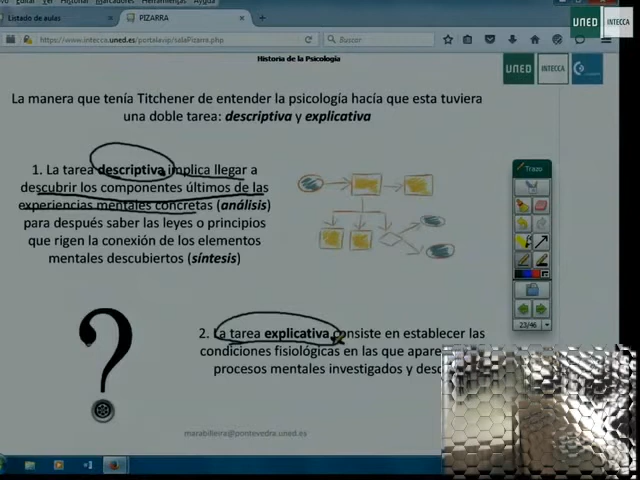 Listado de aulas
PIZARRA
UNED
INTECCA
https://www.intecca.uned.es/portalavip/salaPizarra.php
Buscar
Historia de la Psicología
UNED
INTECCA
La manera que tenía Titchener de entender la psicología hacía que esta tuviera
una doble tarea: descriptiva y explicativa
1. La tarea descriptiva implica llegar a
descubrir los componentes últimos de las
experiencias mentales concretas (análisis)
para después saber las leyes o principios
que rigen la conexión de los elementos
mentales descubiertos (síntesis)
Trazo
23/46
?
2. La tarea explicativa consiste en establecer las
condiciones fisiológicas en las que
procesos mentales investigados y
marabilleira@pontevedra.uned.es